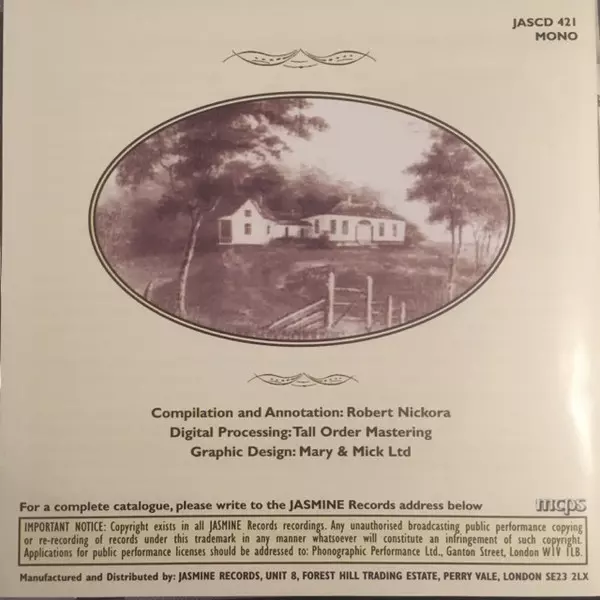 JASCD 421
MONO
Compilation and Annotation: Robert Nickora
Digital Processing:Tall Order Mastering
Graphic Design: Mary & Mick Ltd
For a complete catalogue, please write to the JASMINE Records address below
mcps
IMPORTANT NOTICE: Copyright exists in all JASMINE Records recordings. Any unauthorised broadcasting public performance copying
or re-recording of records under this trademark in any manner whatsoever will constitute an infringement of such copyright.
Applications for public performance licenses should be addressed to: Phonographic Performance Ltd., Ganton Street, London W1V 1LB.
Manufactured and Distributed by: JASMINE RECORDS, UNIT 8, FOREST HILL TRADING ESTATE, PERRY VALE, LONDON SE23 2LX